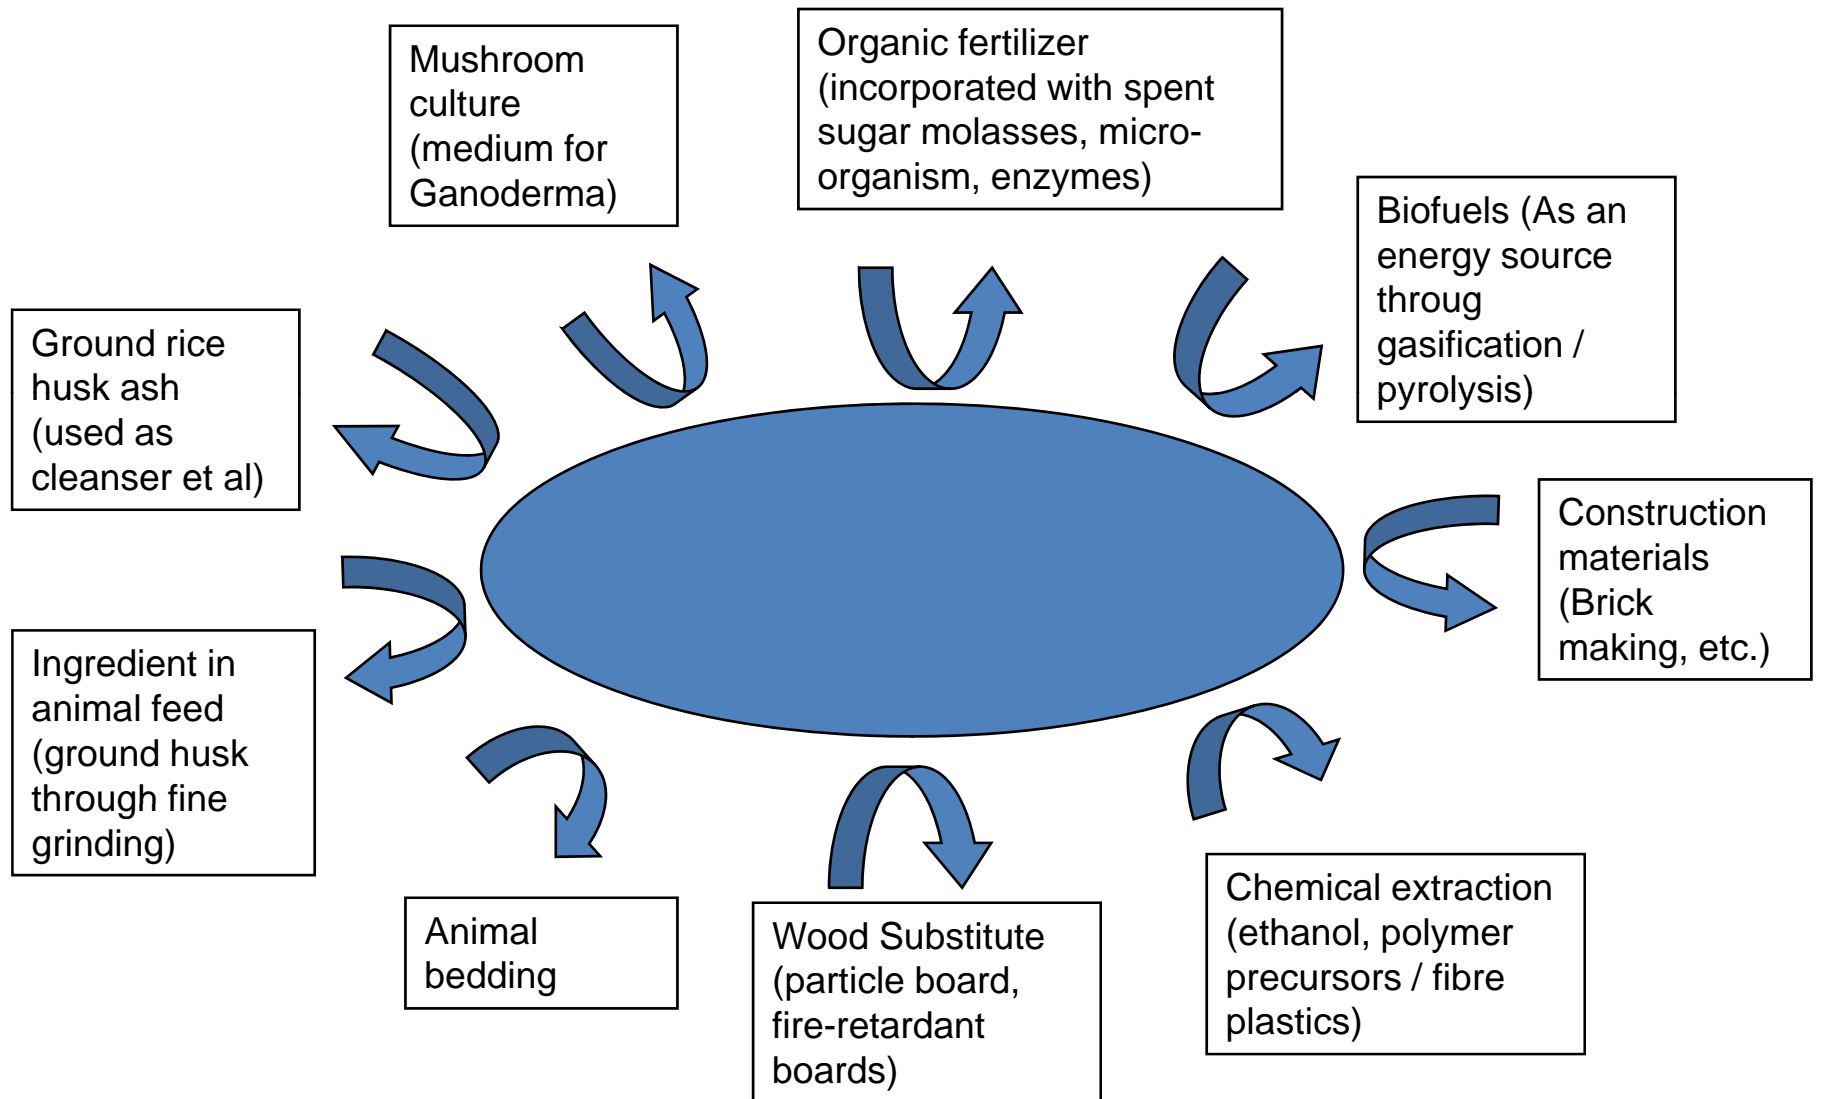 Mushroom
culture
(medium for
Ganoderma)
Organic fertilizer
(incorporated with spent
sugar molasses, micro-
organism, enzymes)
Biofuels (As an
energy source
throug
gasification /
pyrolysis)
Ground rice
husk ash
(used as
cleanser et al)
Construction
materials
(Brick
making, etc.)
Ingredient in
animal feed
(ground husk
through fine
grinding)
Animal
bedding
Wood Substitute
(particle board,
fire-retardant
boards)
Chemical extraction
(ethanol, polymer
precursors / fibre
plastics)